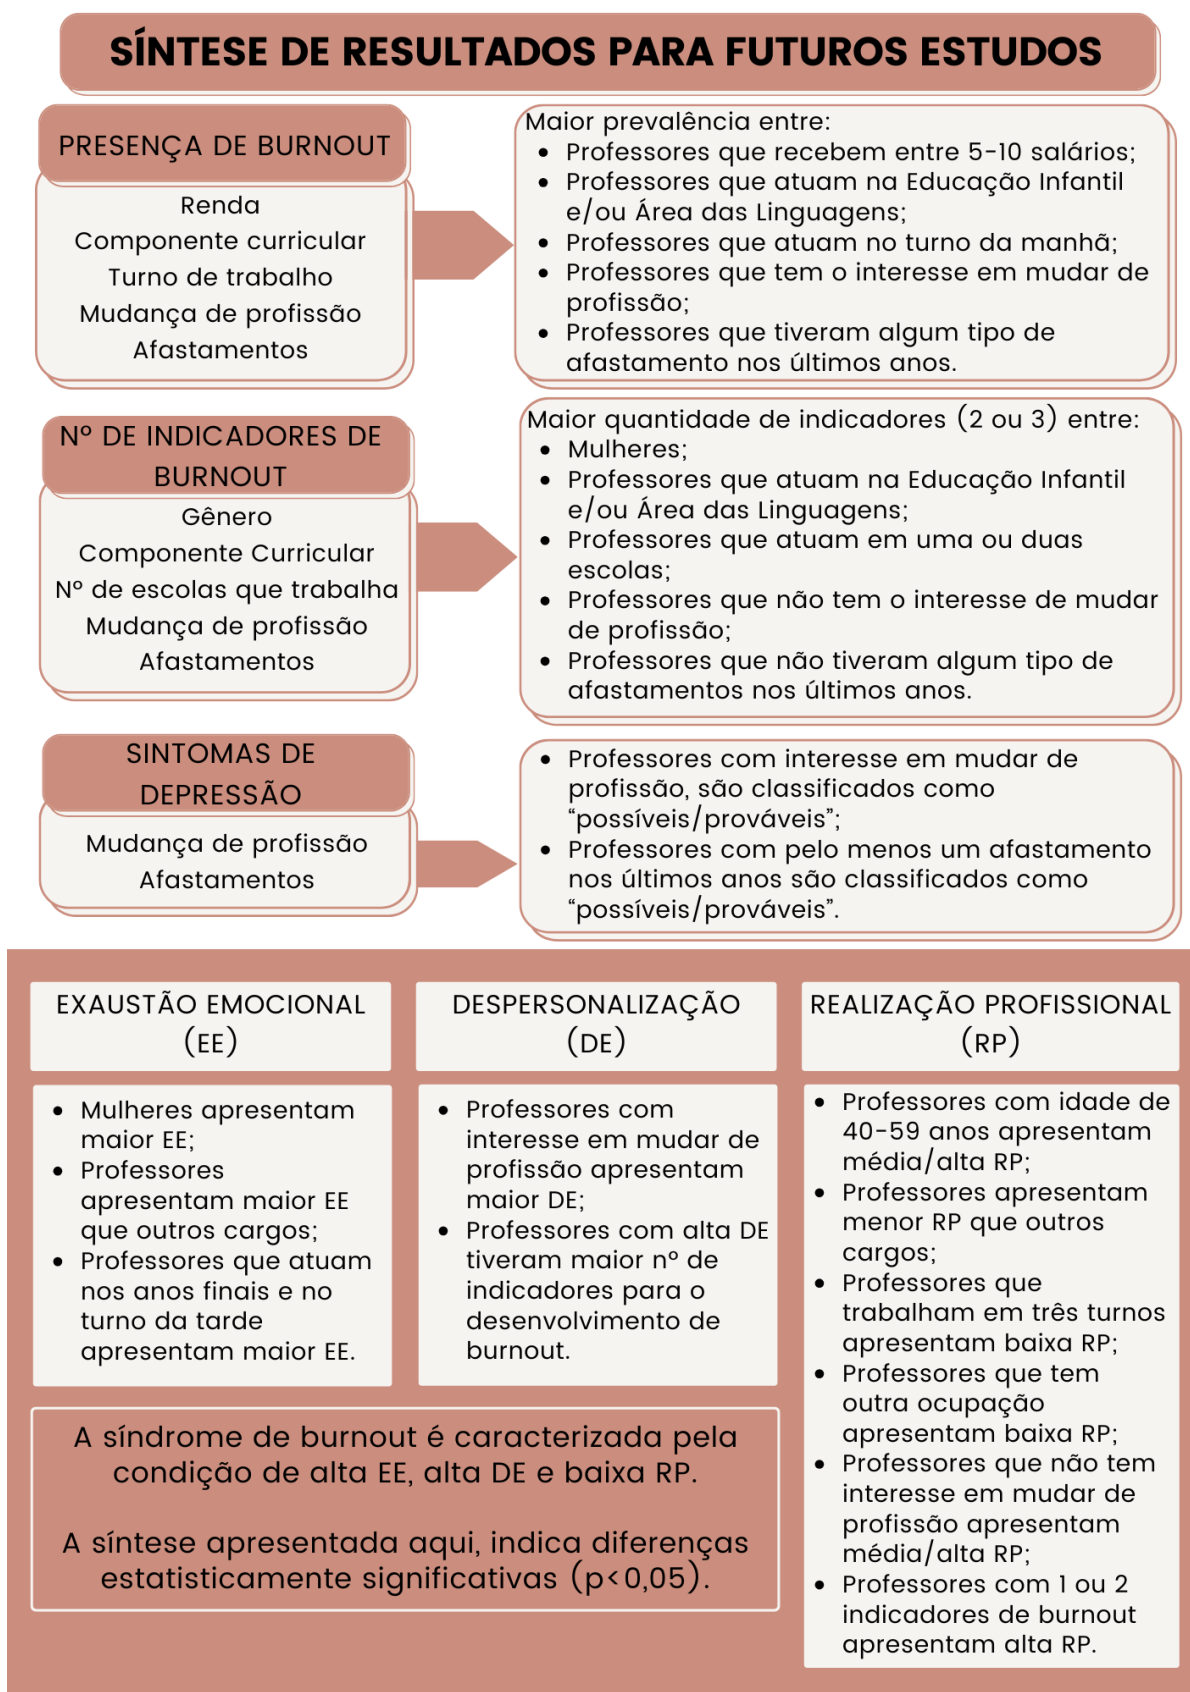 SÍNTESE DE RESULTADOS PARA FUTUROS ESTUDOS
PRESENÇA DE BURNOUT
Renda
Componente curricular
Turno de trabalho
Mudança de profissão
Afastamentos
Maior prevalência entre:
• Professores que recebem entre 5-10 salários;
• Professores que atuam na Educação Infantil
e/ou Área das Linguagens;
• Professores que atuam no turno da manhã;
• Professores que tem o interesse em mudar de
profissão;
• Professores que tiveram algum tipo de
afastamento nos últimos anos.
Nº DE INDICADORES DE
BURNOUT
Gênero
Componente Curricular
Nº de escolas que trabalha
Mudança de profissão
Afastamentos
Maior quantidade de indicadores (2 ou 3) entre:
• Mulheres;
• Professores que atuam na Educação Infantil
e/ou Área das Linguagens;
• Professores que atuam em uma ou duas
escolas;
• Professores que não tem o interesse de mudar
de profissão;
• Professores que não tiveram algum tipo de
afastamentos nos últimos anos.
SINTOMAS DE
DEPRESSÃO
Mudança de profissão
Afastamentos
• Professores com interesse em mudar de
profissão, são classificados como
“possíveis/prováveis”;
• Professores com pelo menos um afastamento
nos últimos anos são classificados como
“possíveis/prováveis”.
EXAUSTÃO EMOCIONAL
(EE)
• Mulheres apresentam
maior EE;
• Professores
apresentam maior EE
que outros cargos;
• Professores que atuam
nos anos finais e no
turno da tarde
apresentam maior EE.
DESPERSONALIZAÇÃO
(DE)
• Professores com
interesse em mudar de
profissão apresentam
maior DE;
• Professores com alta DE
tiveram maior nº de
indicadores para o
desenvolvimento de
burnout.
REALIZAÇÃO PROFISSIONAL
(RP)
• Professores com idade de
40-59 anos apresentam
média/alta RP;
• Professores apresentam
menor RP que outros
cargos;
• Professores que
trabalham em três turnos
apresentam baixa RP;
• Professores que tem
outra ocupação
apresentam baixa RP;
• Professores que não tem
interesse em mudar de
profissão apresentam
média/alta RP;
• Professores com 1 ou 2
indicadores de burnout
apresentam alta RP.
A síndrome de burnout é caracterizada pela
condição de alta EE, alta DE e baixa RP.
A síntese apresentada aqui, indica diferenças
estatisticamente significativas (p<0,05).